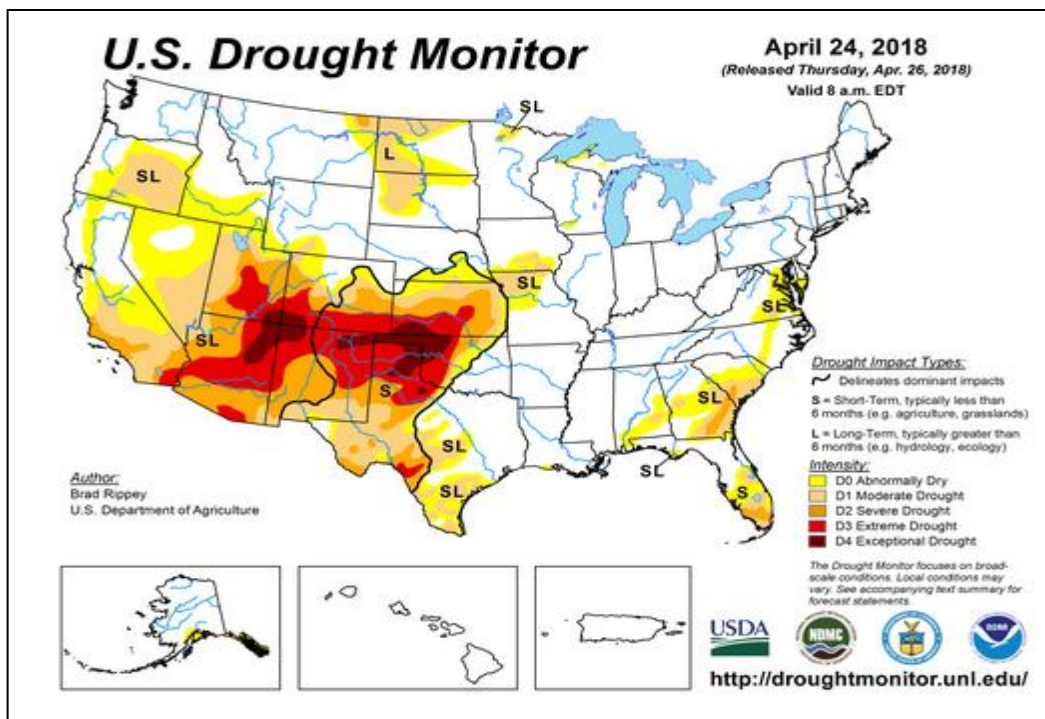 U.S. Drought Monitor
April 24, 2018
(Released Thursday, Apr. 26, 2018)
Valid 8 a.m. EDT
SL
L
SL
SL
SL
SL
S
SL
SL
SL
SL
S
SL
Drought Impact Types:
Delineates dominant impacts
S = Short-Term, typically less than
6 months (e.g. agriculture, grasslands)
L = Long-Term, typically greater than
6 months (e.g. hydrology, ecology)
Intensity:
D0 Abnormally Dry
D1 Moderate Drought
D2 Severe Drought
D3 Extreme Drought
D4 Exceptional Drought
Author:
Brad Rippey
U.S. Department of Agriculture
The Drought Monitor focuses on broad-
scale conditions. Local conditions may
vary. See accompanying text summary for
forecast statements.
USDA
NDMC
http://droughtmonitor.unl.edu/